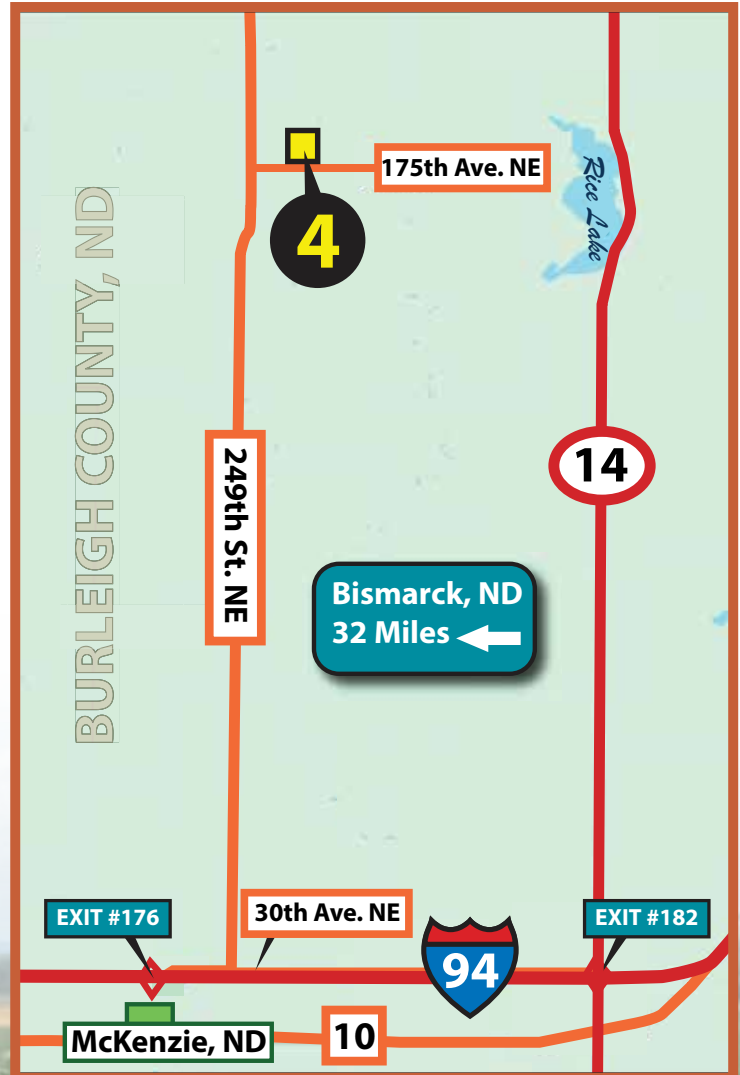 175th Ave. NE
Rice Lake
4
BURLEIGH COUNTY, ND
14
249th St. NE
Bismarck, ND
32 Miles
EXIT #176
30th Ave. NE
EXIT #182
94
McKenzie, ND
10